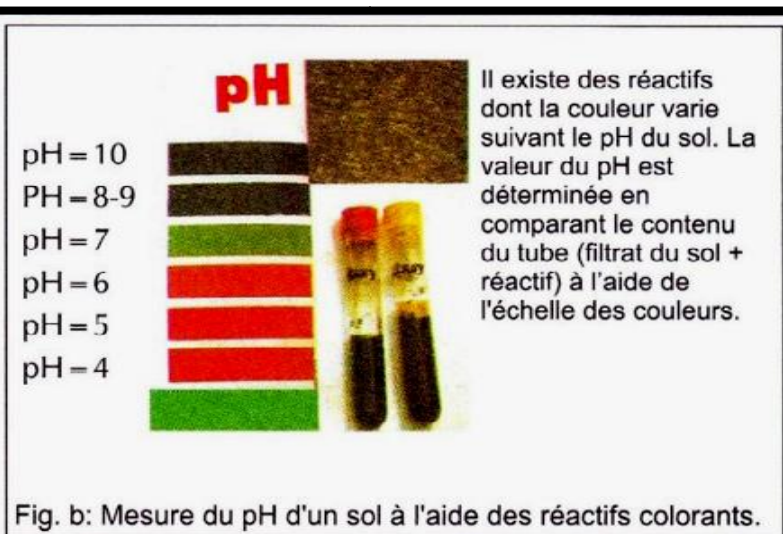 pH
pH = 10
PH = 8-9
pH = 7
pH = 6
pH = 5
pH = 4
Il existe des réactifs
dont la couleur varie
suivant le pH du sol. La
valeur du pH est
déterminée en
comparant le contenu
du tube (filtrat du sol +
réactif) à l'aide de
l'échelle des couleurs.
Fig. b: Mesure du pH d'un sol à l'aide des réactifs colorants.